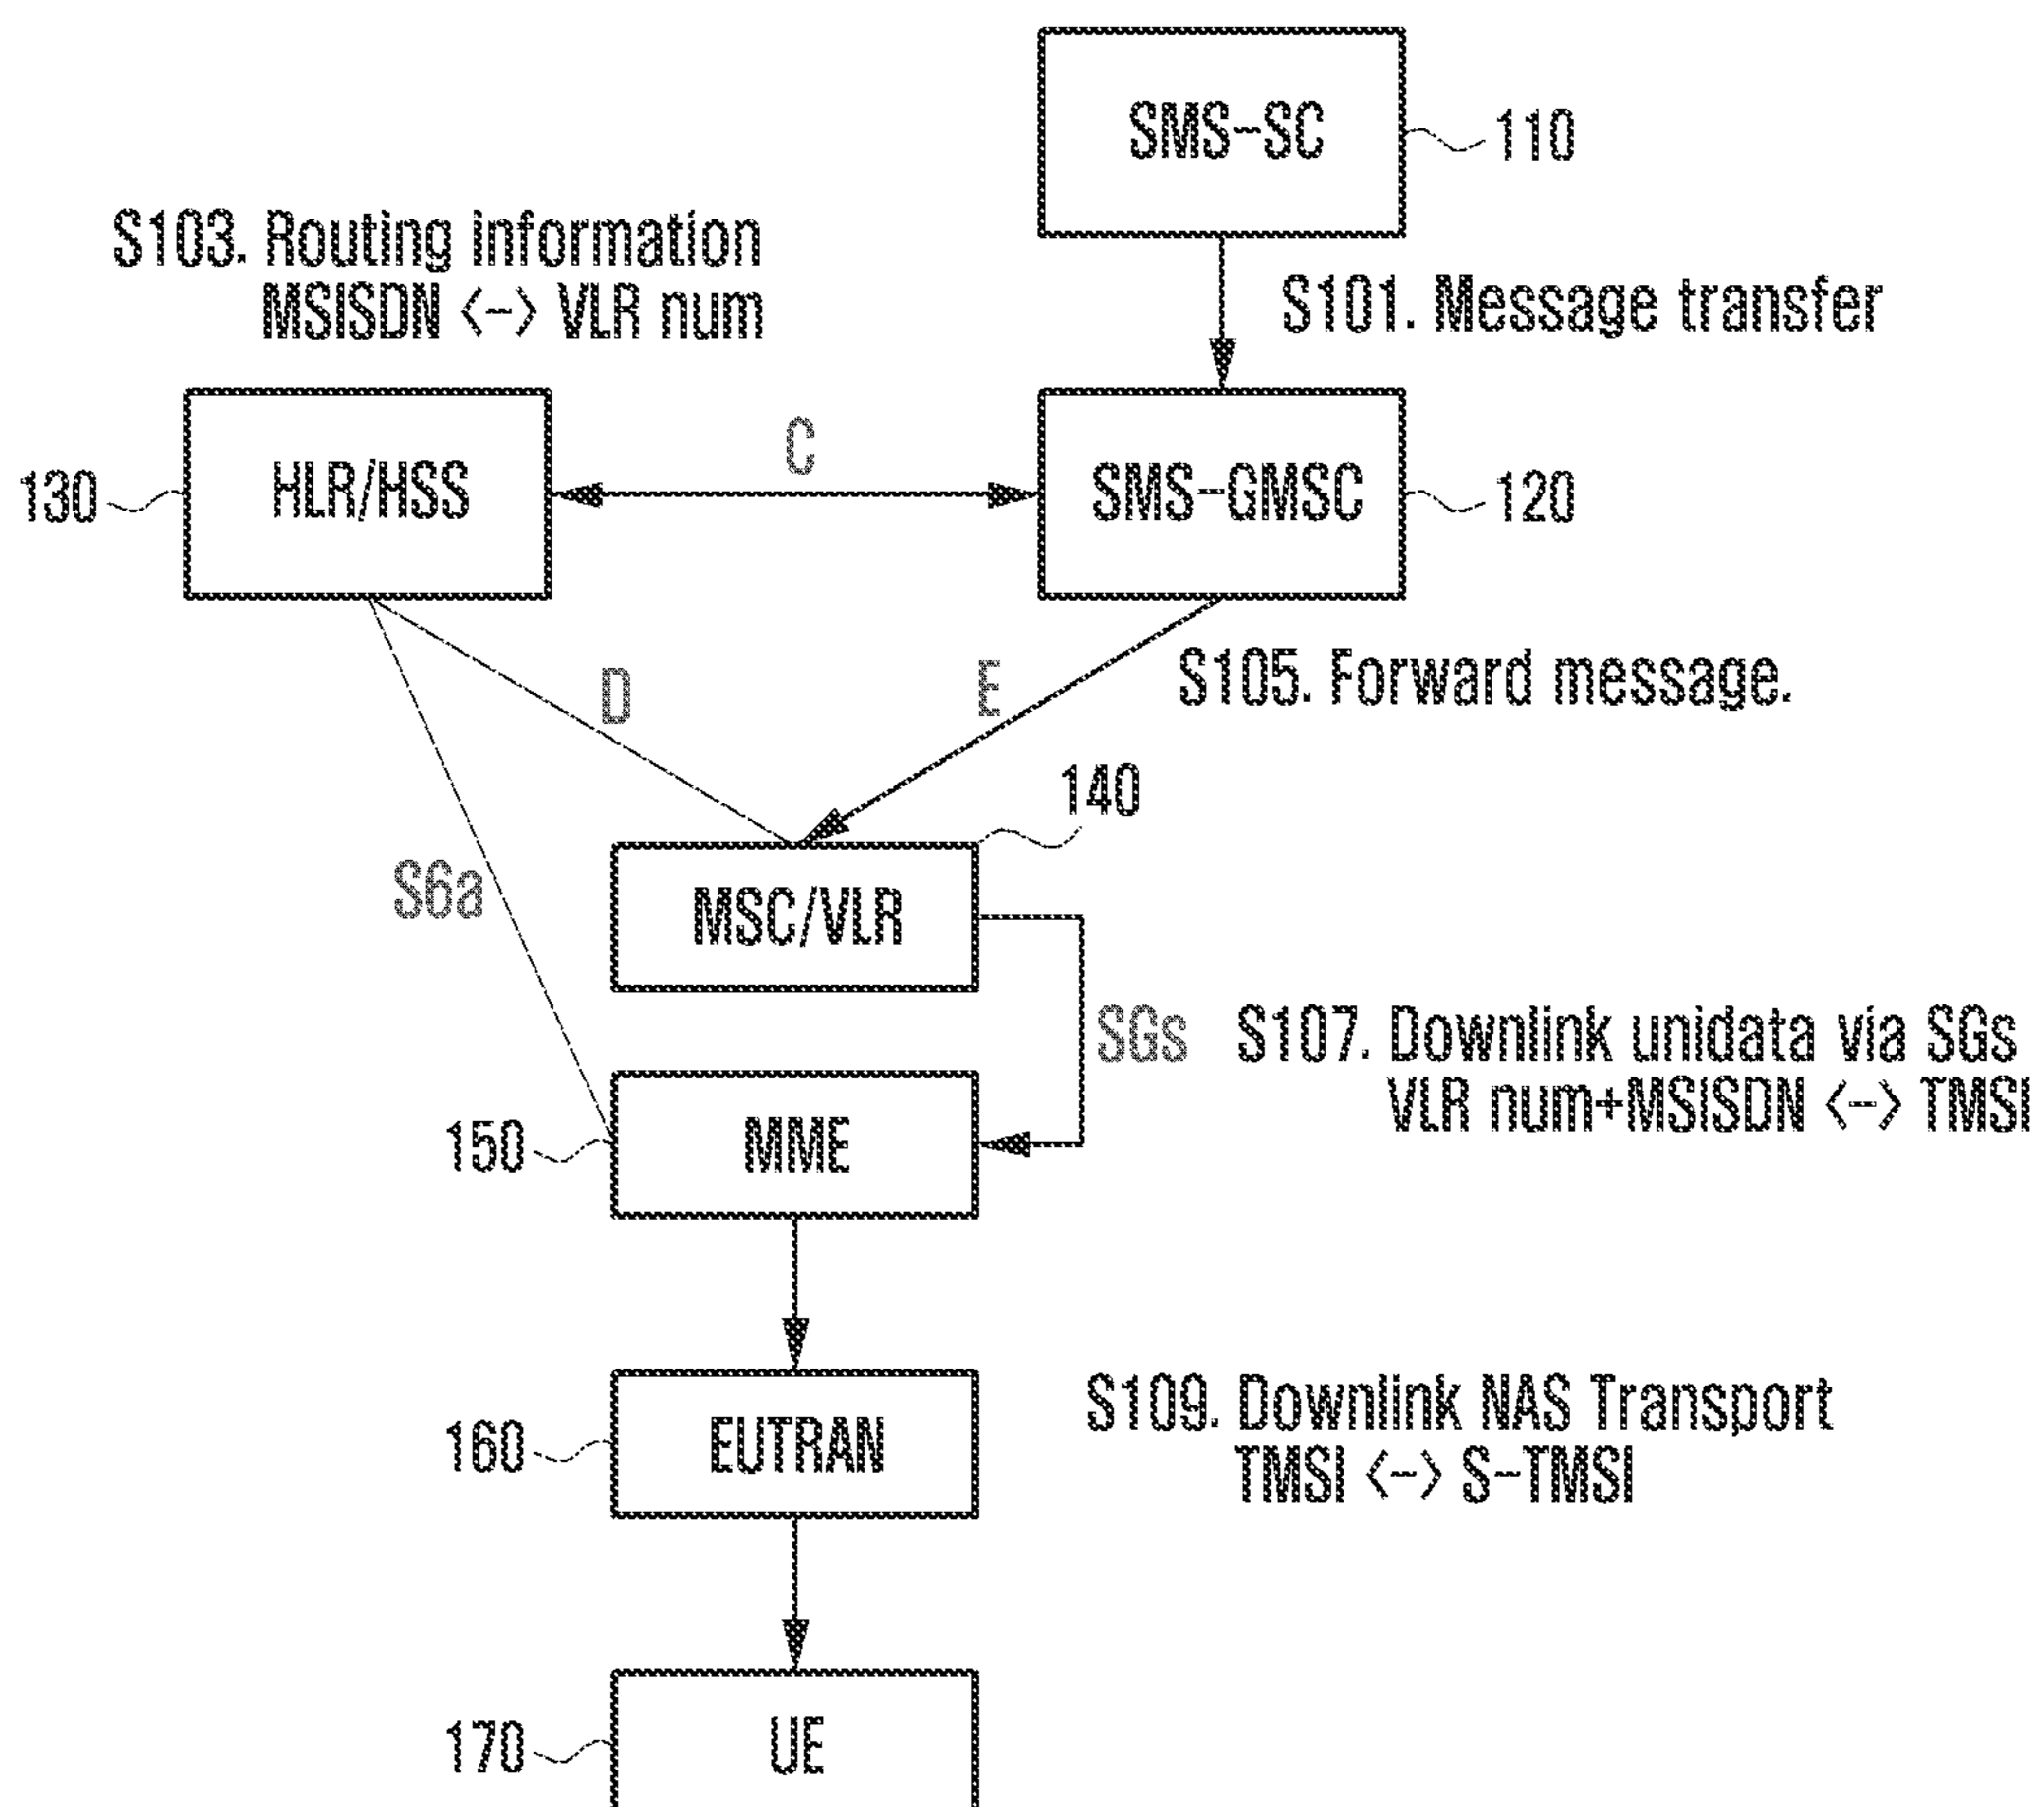 SMS-SC
110
S103. Routing information
MSISDN <-> VLR num
S101. Message transfer
130
HLR/HSS
C
SMS-GMSC
120
D
E
S105. Forward message.
140
S6a
MSC/VLR
SGs
S107. Downlink unidata via SGs
VLR num+MSISDN <-> TMSI
150
MME
160
EUTRAN
S109. Downlink NAS Transport
TMSI <-> S-TMSI
170
UE